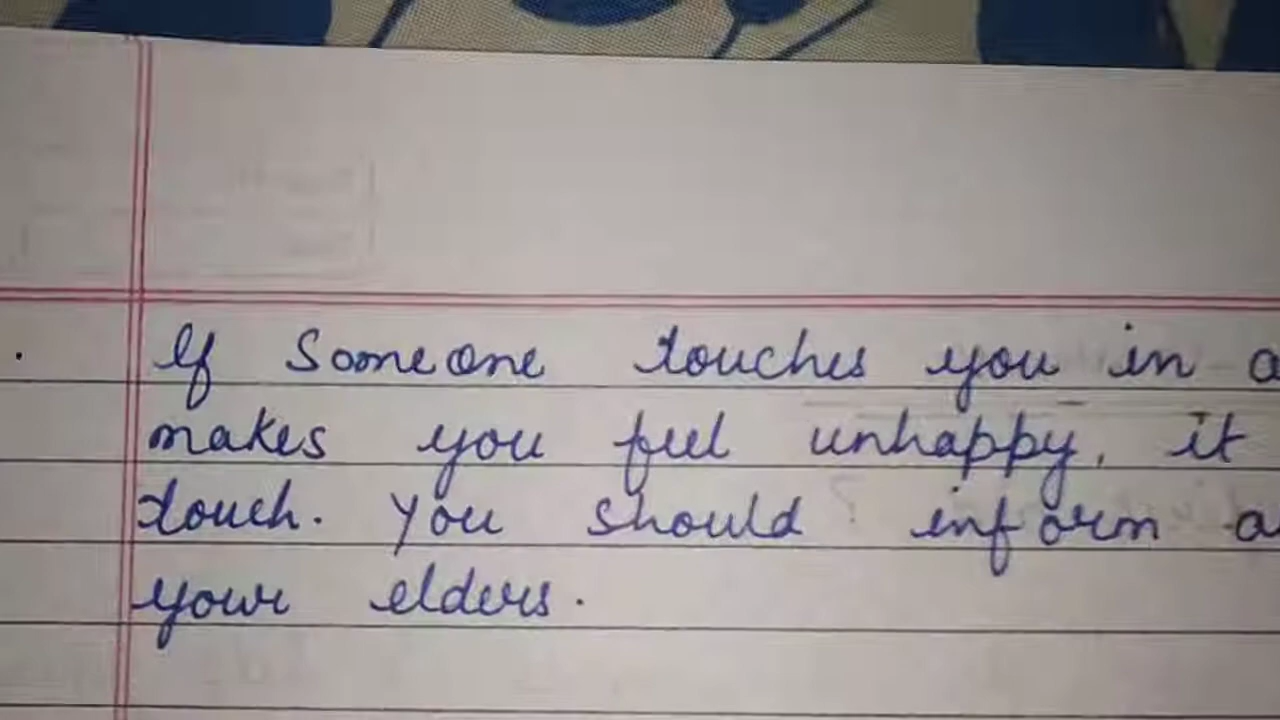 If Someone touches you in a
makes you feel unhappy, it
touch. You should inform a
your elders.